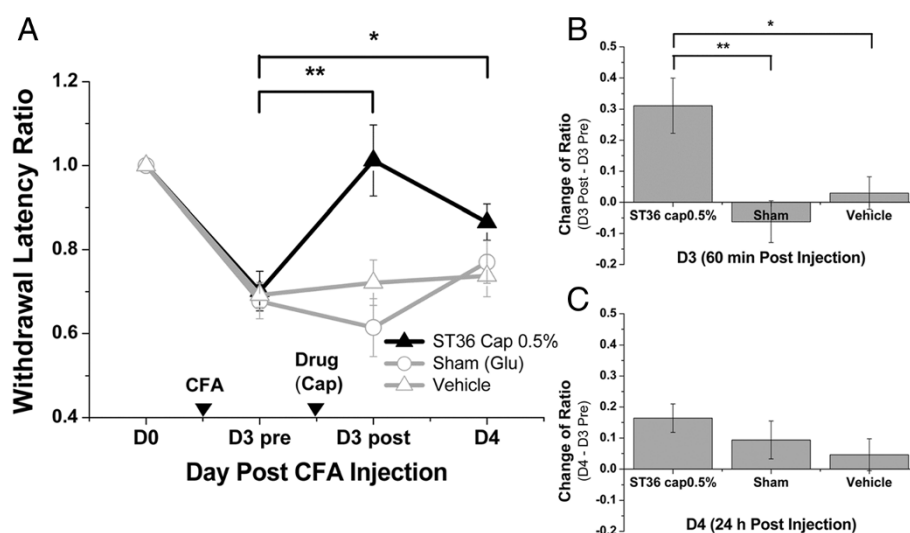 A
Withdrawal Latency Ratio
1.2
1.0
0.8
0.6
0.4
*
**
CFA
Drug
(Cap)
ST36 Cap 0.5%
Sham (Glu)
Vehicle
D0
D3 pre
D3 post
D4
Day Post CFA Injection
B
Change of Ratio
(D3 Post - D3 Pre)
0.5
0.4
0.3
0.2
0.1
0.0
-0.1
-0.2
*
**
ST36 cap0.5%
Sham
Vehicle
D3 (60 min Post Injection)
C
Change of Ratio
(D4 - D3 Pre)
0.5
0.4
0.3
0.2
0.1
0.0
-0.1
-0.2
ST36 cap0.5%
Sham
Vehicle
D4 (24 h Post Injection)